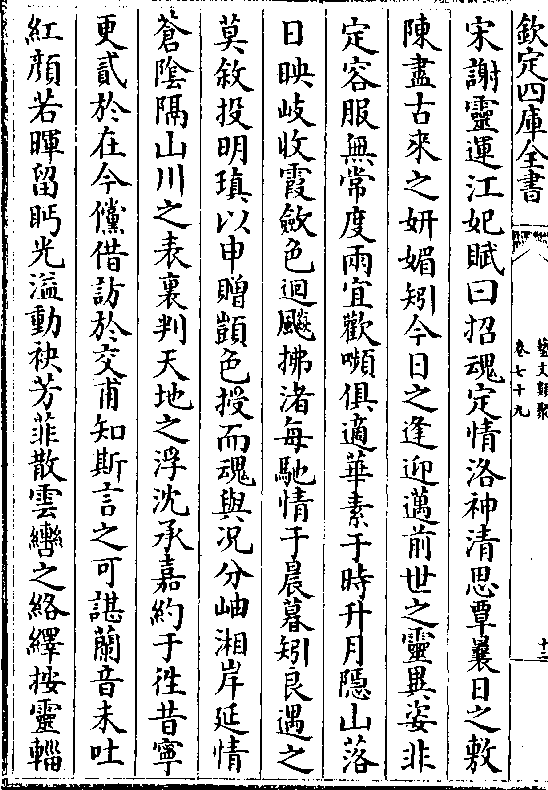 欽定四庫全書
藝文類聚
卷七十九
十三
宋謝靈運江妃賦曰招魂定情洛神清思覃曩日之敷
陳盡古來之妍媚矧今日之逢迎邁前世之靈異姿非
定容服無常度兩宜歡嚬俱適華素于時升月隱山落
日映岐收霞斂色迴飈拂渚每馳情于晨暮矧良遇之
莫敘投明瑱以申贈覬色授而魂與况分岫湘岸延情
蒼陰隔山川之表裏判天地之浮沈承嘉約于徃昔寧
更貳於在今儻借訪於交甫知斯言之可諶蘭音未吐
紅顔若暉留眄光溢動袂芳菲散雲轡之絡繹按靈輜